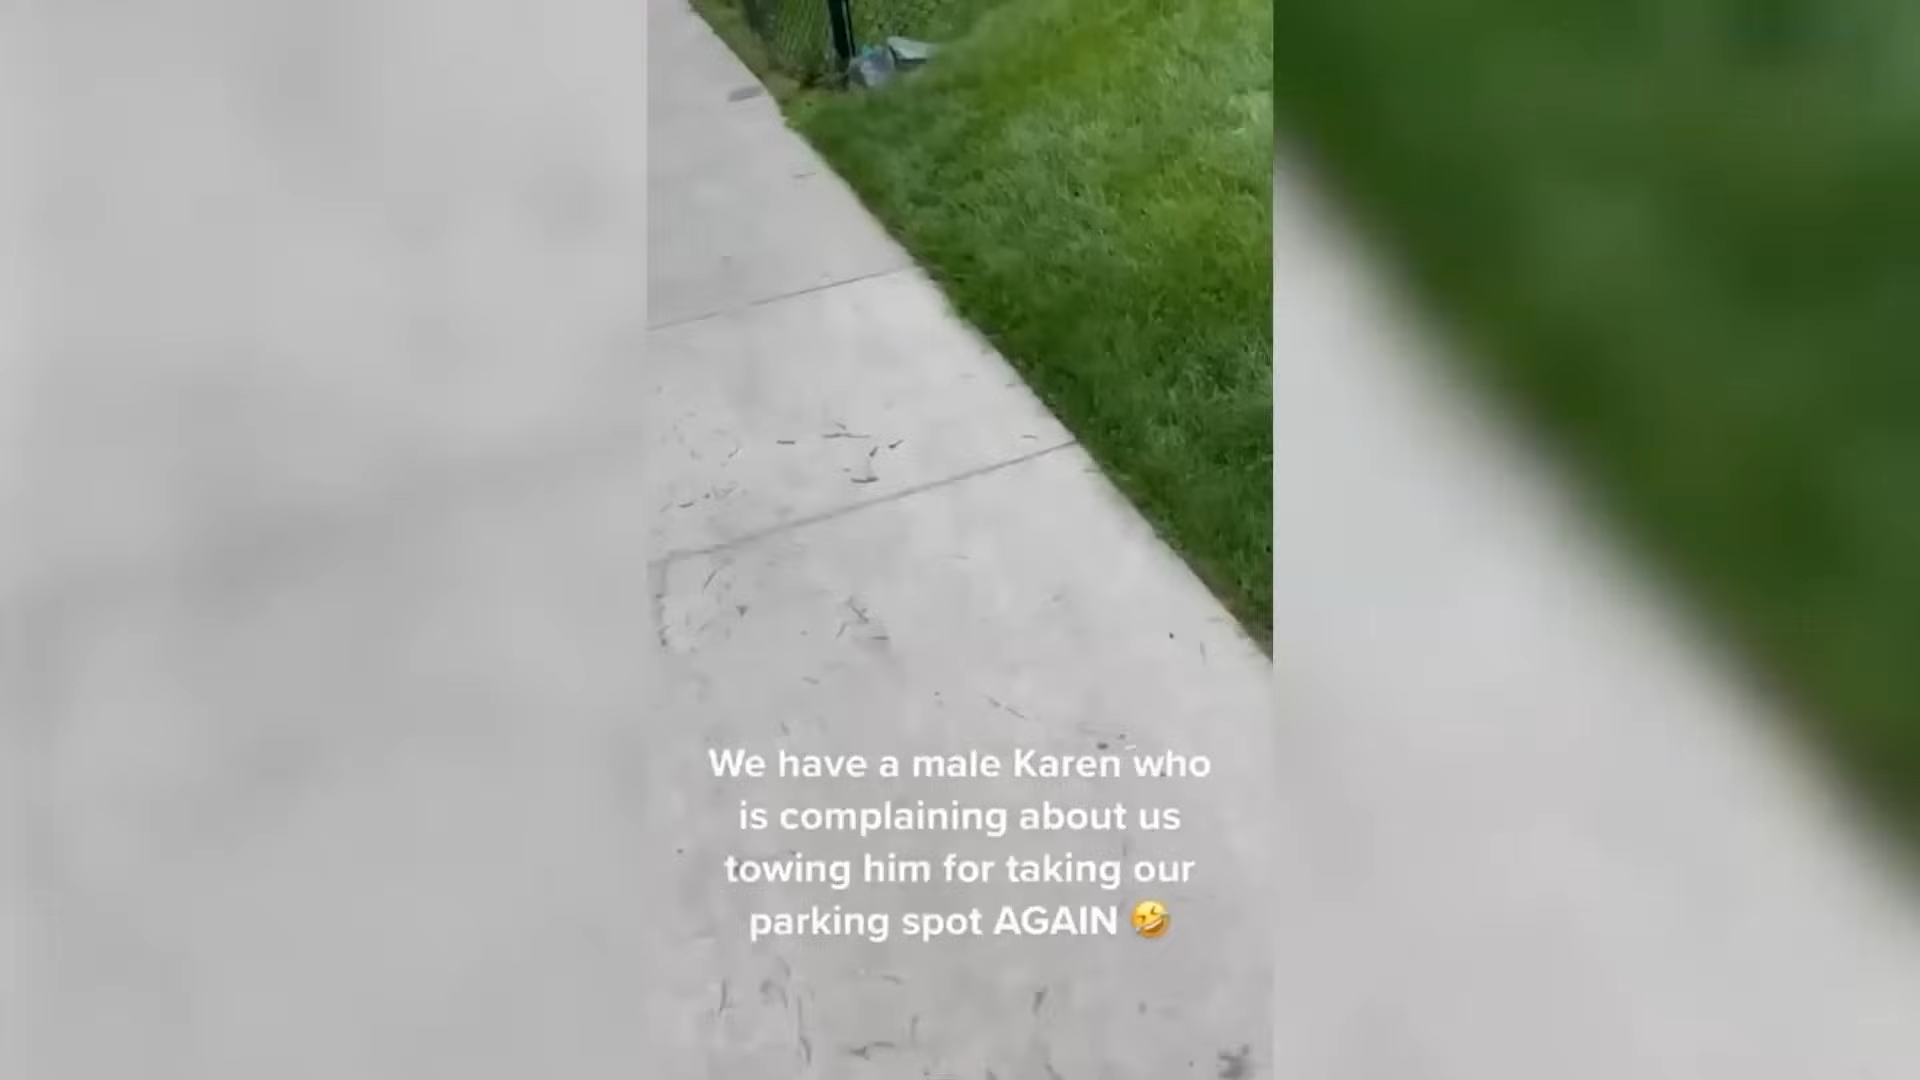 We have a male Karen who
is complaining about us
towing him for taking our
parking spot AGAIN 🤣